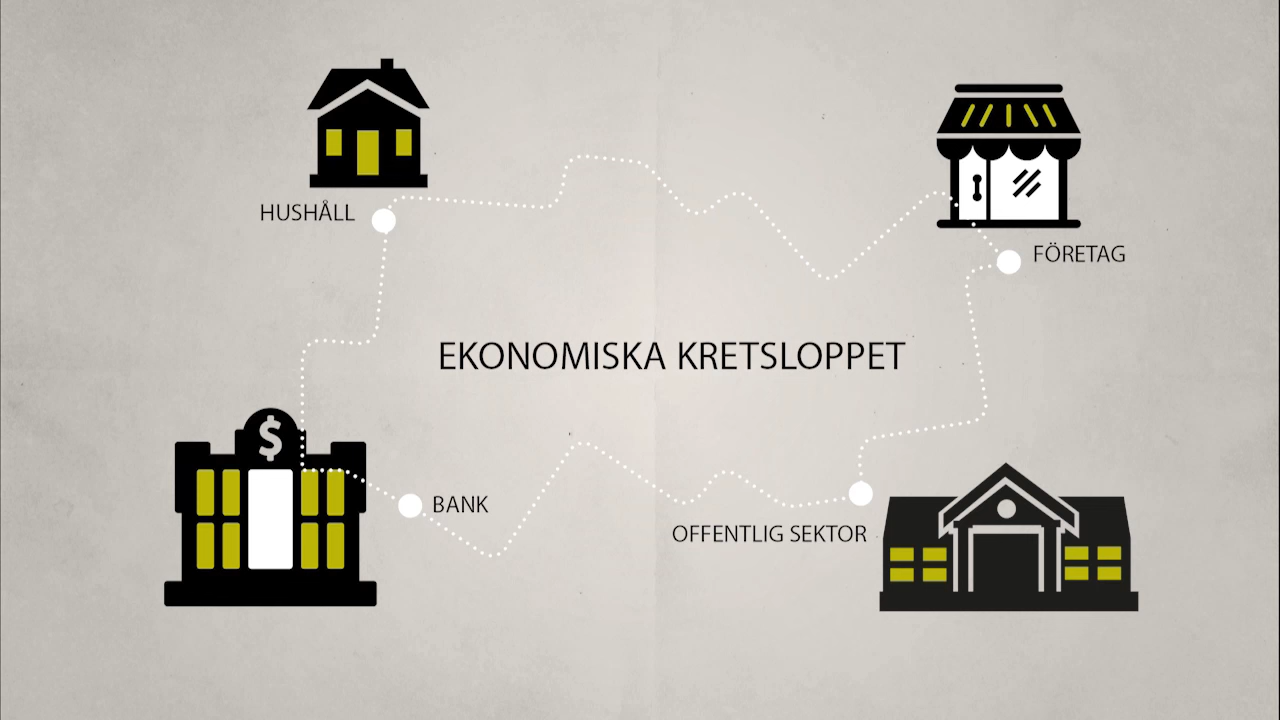 HUSHÅLL
FÖRETAG
EKONOMISKA KRETSLOPPET
$
BANK
OFFENTLIG SEKTOR